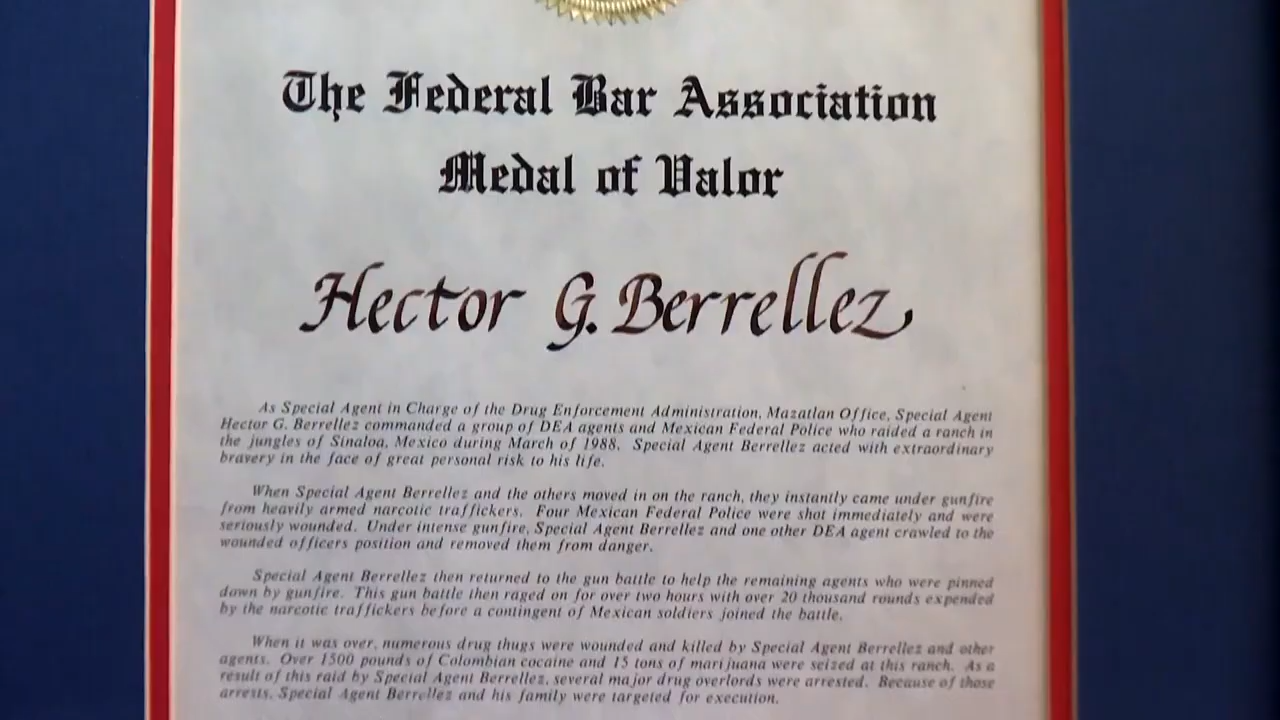 The Federal Bar Association
Medal of Valor
Hector G. Berrellez
As Special Agent in Charge of the Drug Enforcement Administration, Mazatlan Office, Special Agent
Hector G. Berrellez commanded a group of DEA agents and Mexican Federal Police who raided a ranch in
the jungles of Sinaloa, Mexico during March of 1988. Special Agent Berrellez acted with extraordinary
bravery in the face of great personal risk to his life.
When Special Agent Berrellez and the others moved in on the ranch, they instantly came under gunfire
from heavily armed narcotic traffickers. Four Mexican Federal Police were shot immediately and were
seriously wounded. Under intense gunfire, Special Agent Berrellez and one other DEA agent crawled to the
wounded officers position and removed them from danger.
Special Agent Berrellez then returned to the gun battle to help the remaining agents who were pinned
down by gunfire. This gun battle then raged on for over two hours with over 20 thousand rounds expended
by the narcotic traffickers before a contingent of Mexican soldiers joined the battle.
When it was over, numerous drug thugs were wounded and killed by Special Agent Berrellez and other
agents. Over 1500 pounds of Colombian cocaine and 15 tons of marijuana were seized at this ranch. As a
result of this raid by Special Agent Berrellez, several major drug overlords were arrested. Because of those
arrests, Special Agent Berrellez and his family were targeted for execution.